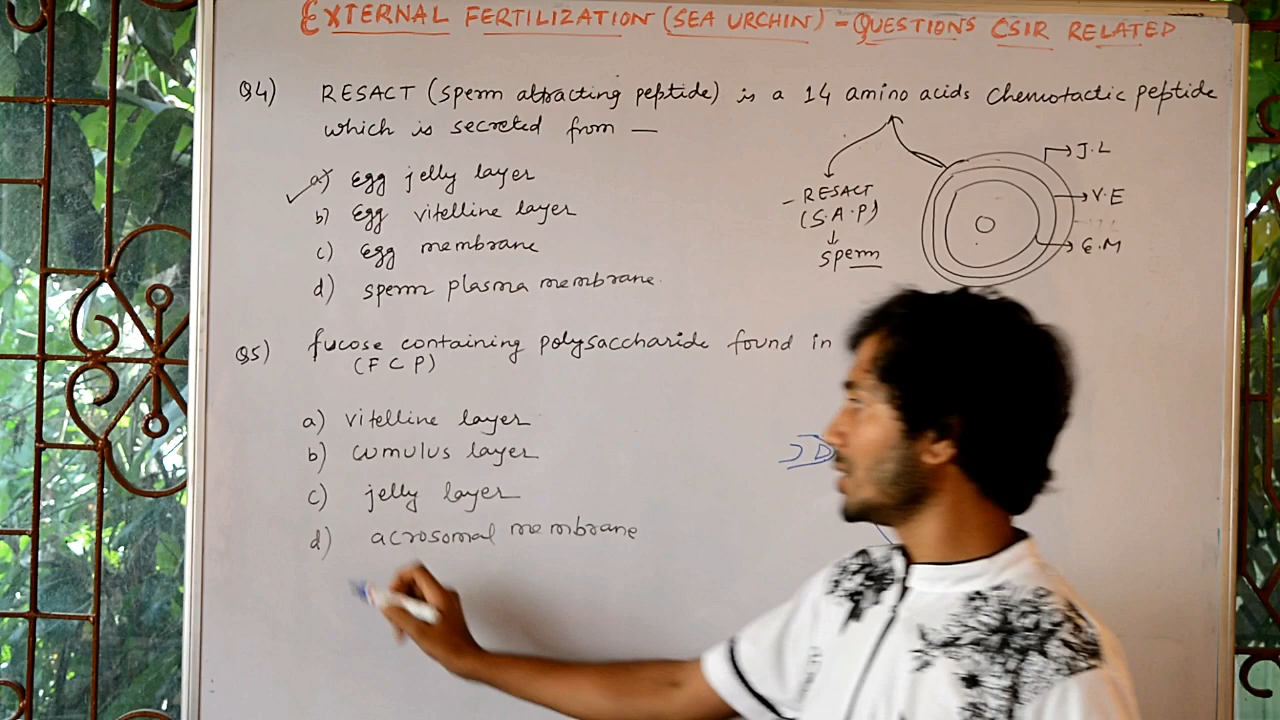 EXTERNAL FERTILIZATION (SEA URCHIN) - QUESTIONS CSIR RELATED
Q4) RESACT (sperm attracting peptide) is a 14 amino acids chemotactic peptide
which is secreted from —
a) Egg jelly layer
b) Egg vitelline layer
c) Egg membrane
d) sperm plasma membrane.
- RESACT
(S.A.P)
↓
sperm
→ J.L
→ V.E
→ E.M
Q5) fucose containing polysaccharide found in
(F C P)
a) vitelline layer
b) cumulus layer
c) jelly layer
d) acrosomal membrane